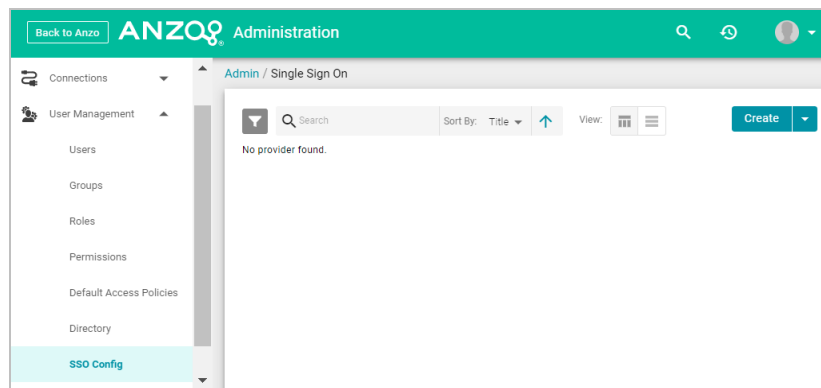 Back to Anzo ANZO® Administration
Connections
Admin / Single Sign On
User Management
Search Sort By: Title View: Create
No provider found.
Users
Groups
Roles
Permissions
Default Access Policies
Directory
SSO Config